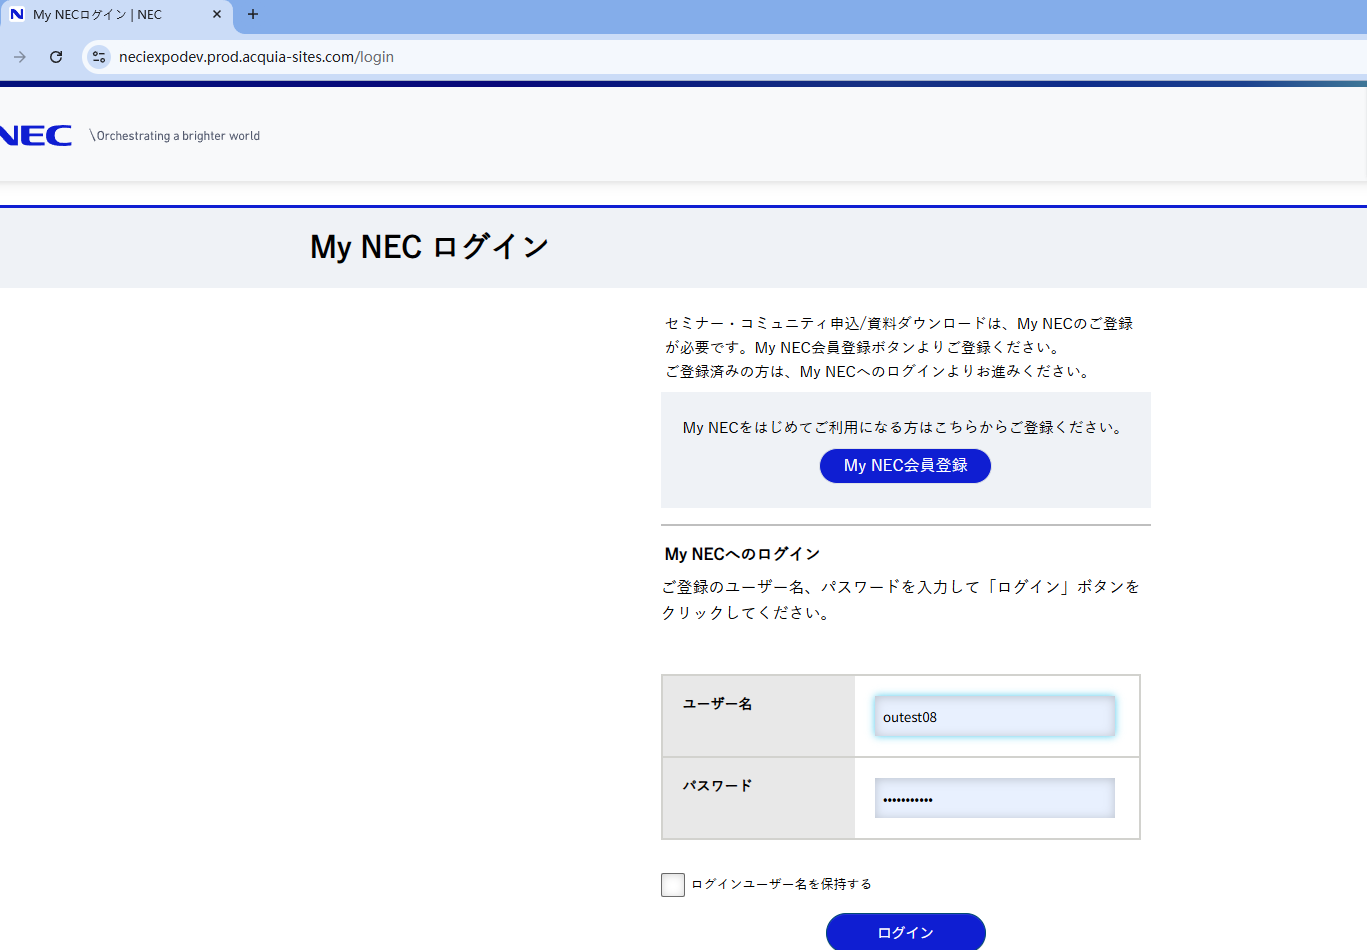 My NECログイン | NEC
neciexpodev.prod.acquia-sites.com/login
NEC \Orchestrating a brighter world
My NEC ログイン
セミナー・コミュニティ申込/資料ダウンロードは、My NECのご登録
が必要です。My NEC会員登録ボタンよりご登録ください。
ご登録済みの方は、My NECへのログインよりお進みください。
My NECをはじめてご利用になる方はこちらからご登録ください。
My NEC会員登録
My NECへのログイン
ご登録のユーザー名、パスワードを入力して「ログイン」ボタンを
クリックしてください。
ユーザー名
outest08
パスワード
•••••••••••
ログインユーザー名を保持する
ログイン